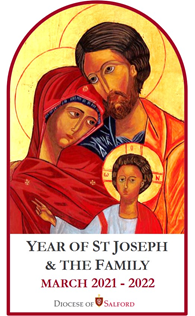 YEAR OF ST JOSEPH
& THE FAMILY
MARCH 2021 - 2022
DIOCESE OF SALFORD